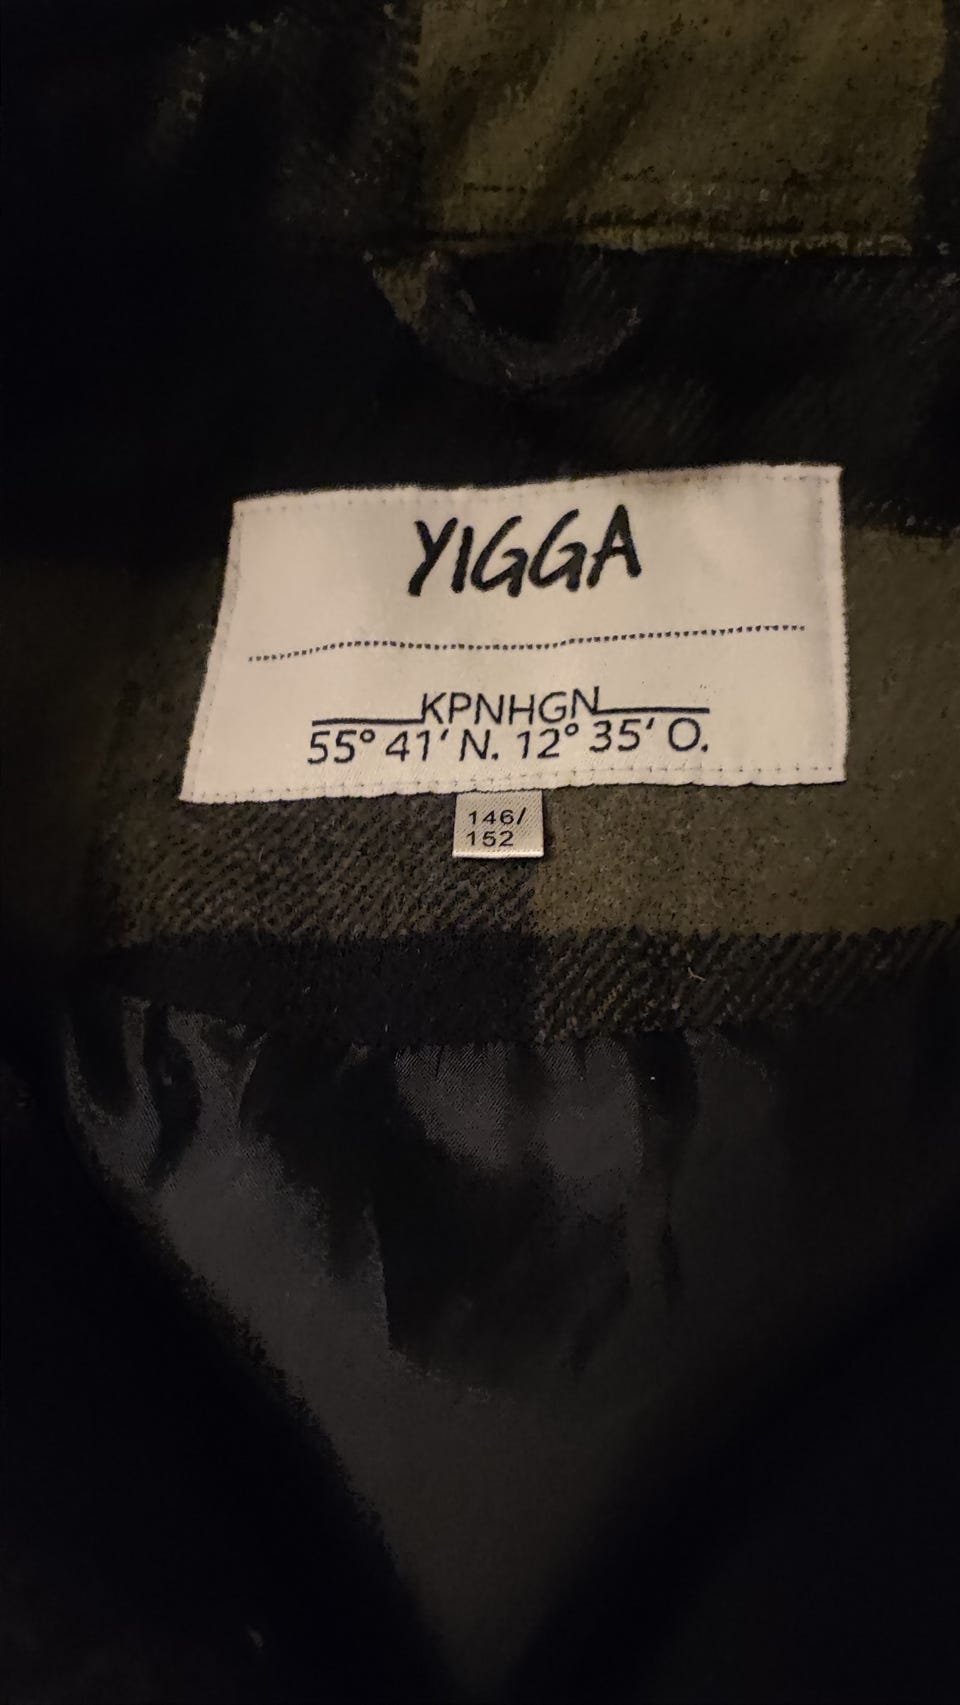 YIGGA
KPNHGN
55° 41' N. 12° 35' O.
146/
152